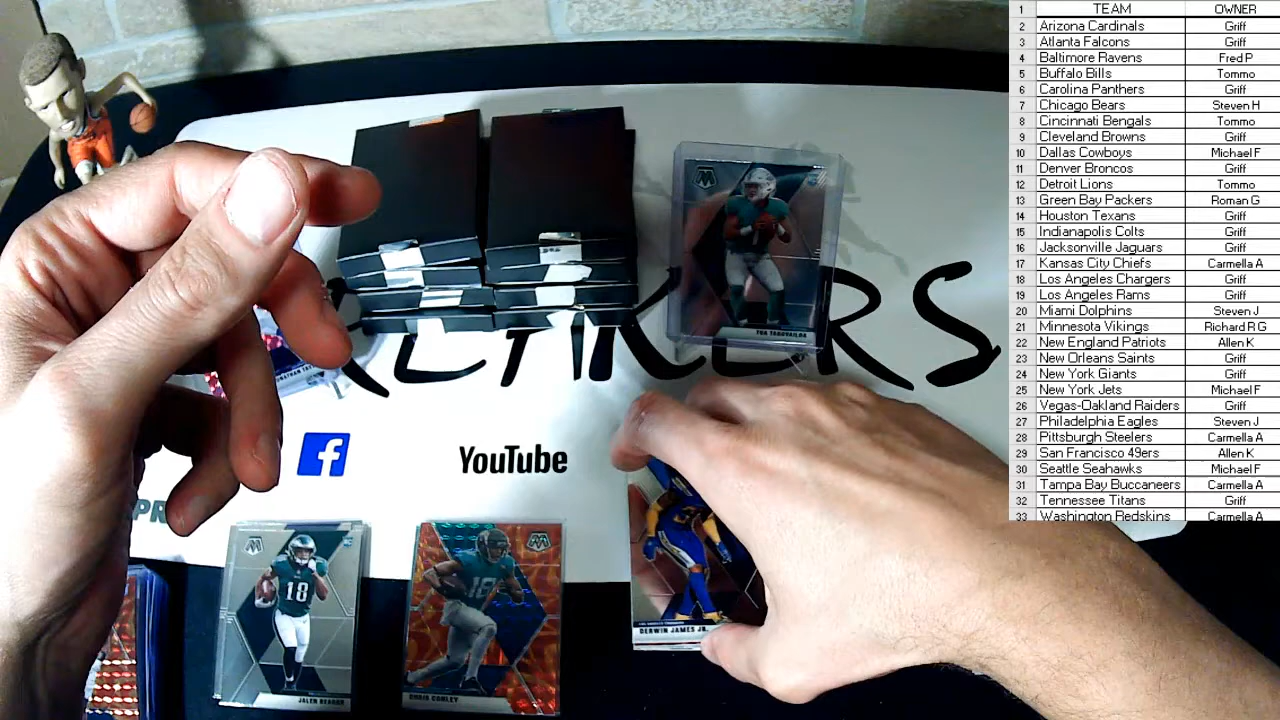 1 TEAM OWNER
2 Arizona Cardinals Griff
3 Atlanta Falcons Griff
4 Baltimore Ravens Fred P
5 Buffalo Bills Tommo
6 Carolina Panthers Griff
7 Chicago Bears Steven H
8 Cincinnati Bengals Tommo
9 Cleveland Browns Griff
10 Dallas Cowboys Michael F
11 Denver Broncos Griff
12 Detroit Lions Tommo
13 Green Bay Packers Roman G
14 Houston Texans Griff
15 Indianapolis Colts Griff
16 Jacksonville Jaguars Griff
17 Kansas City Chiefs Carmella A
18 Los Angeles Chargers Griff
19 Los Angeles Rams Griff
20 Miami Dolphins Steven J
21 Minnesota Vikings Richard R G
22 New England Patriots Allen K
23 New Orleans Saints Griff
24 New York Giants Griff
25 New York Jets Michael F
26 Vegas-Oakland Raiders Griff
27 Philadelphia Eagles Steven J
28 Pittsburgh Steelers Carmella A
29 San Francisco 49ers Allen K
30 Seattle Seahawks Michael F
31 Tampa Bay Buccaneers Carmella A
32 Tennessee Titans Griff
33 Washington Redskins Carmella A
TUA TAGOVAILOA
KERS
f YouTube
PR
18
18
DERWIN JAMES JR.
JALEN REAGOR
CHRIS CONLEY